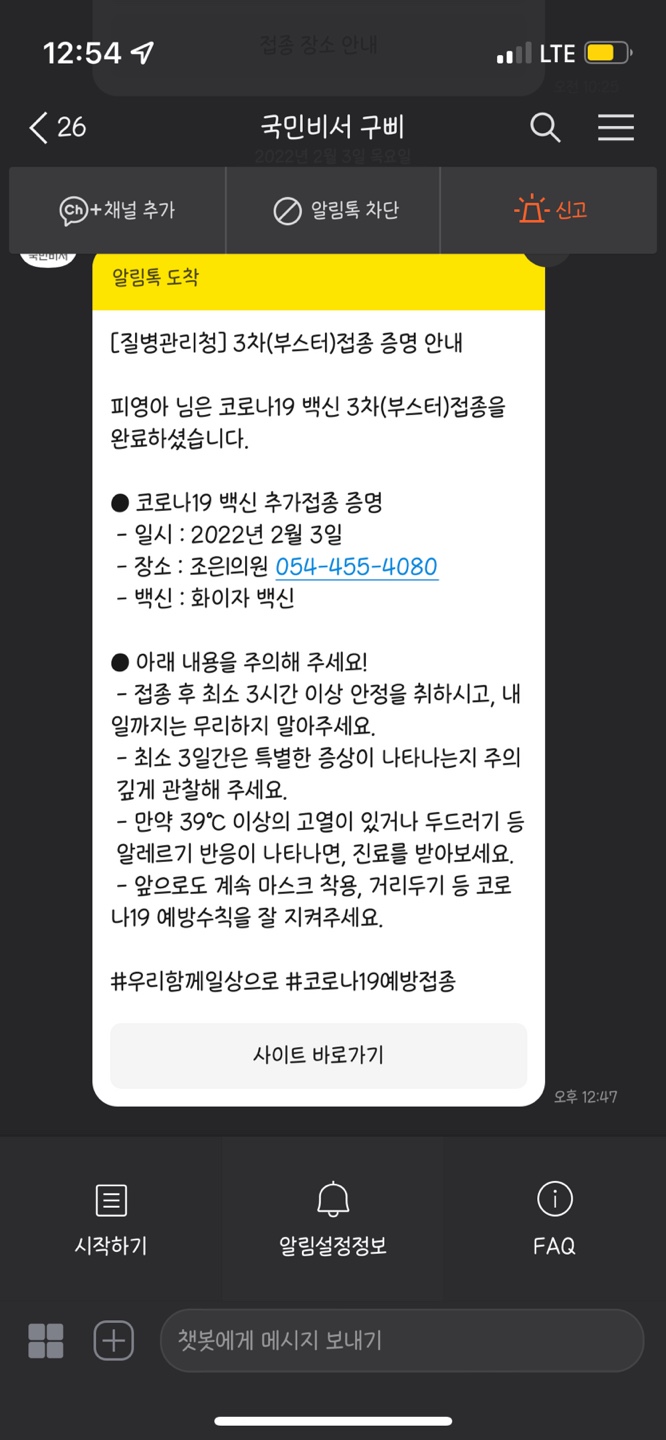 접종 장소 안내
12:54
LTE
오전 10:28
26
국민비서 구삐
2022년 2월 3일 목요일
Ch+채널 추가
알림톡 차단
신고
국민비서
알림톡 도착
[질병관리청] 3차(부스터)접종 증명 안내
피영아 님은 코로나19 백신 3차(부스터)접종을
완료하셨습니다.
● 코로나19 백신 추가접종 증명
- 일시 : 2022년 2월 3일
- 장소 : 조은I의원 054-455-4080
- 백신 : 화이자 백신
● 아래 내용을 주의해 주세요!
- 접종 후 최소 3시간 이상 안정을 취하시고, 내
일까지는 무리하지 말아주세요.
- 최소 3일간은 특별한 증상이 나타나는지 주의
깊게 관찰해 주세요.
- 만약 39℃ 이상의 고열이 있거나 두드러기 등
알레르기 반응이 나타나면, 진료를 받아보세요.
- 앞으로도 계속 마스크 착용, 거리두기 등 코로
나19 예방수칙을 잘 지켜주세요.
#우리함께일상으로 #코로나19예방접종
사이트 바로가기
오후 12:47
시작하기
알림설정정보
FAQ
챗봇에게 메시지 보내기